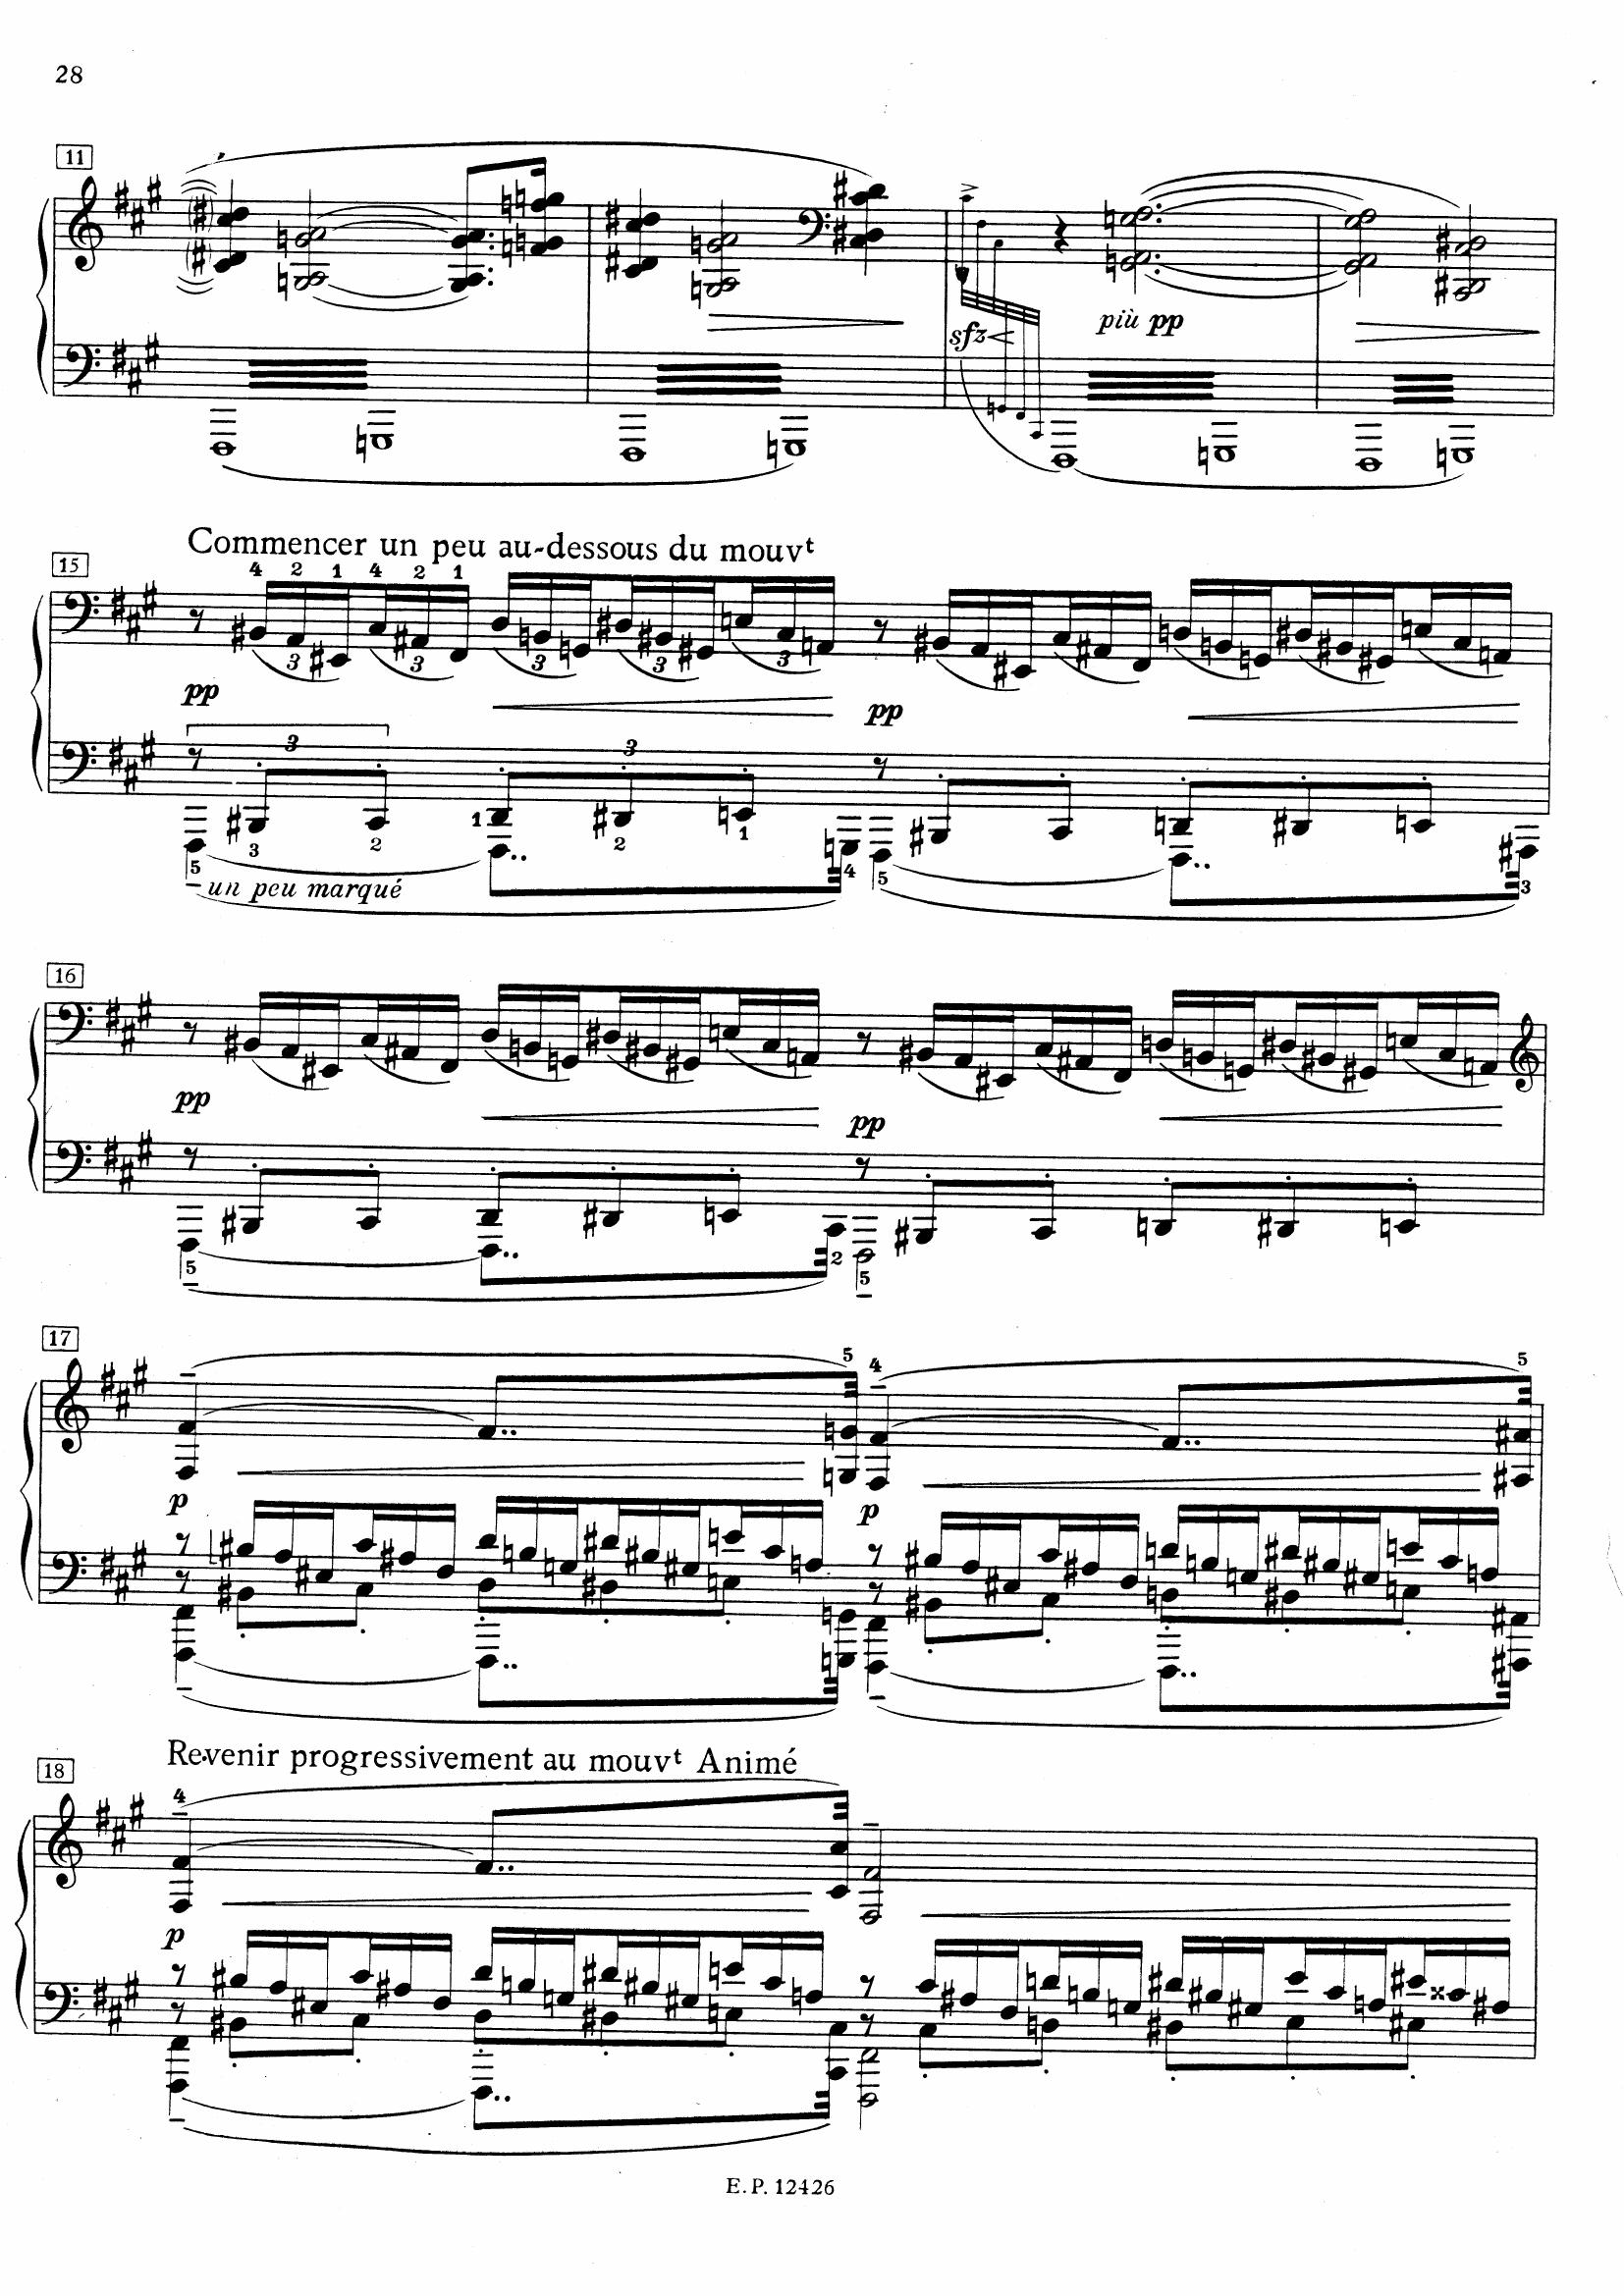 28
11
sfz
più pp
Commencer un peu au-dessous du mouvt
15
4 2 1 4 2 1
3 3 3 3 3
pp pp
3 3
1
3 2 2 1
5 4 5 3
un peu marqué
16
pp pp
5 2 5
17
5 4 5
p p
Revenir progressivement au mouvt Animé
18
4
p
E. P. 12426